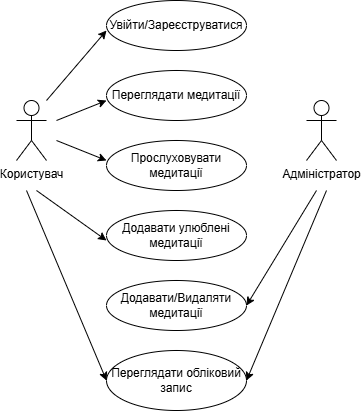 Увійти/Зареєструватися
Переглядати медитації
Прослуховувати
медитації
Користувач
Адміністратор
Додавати улюблені
медитації
Додавати/Видаляти
медитації
Переглядати обліковий
запис